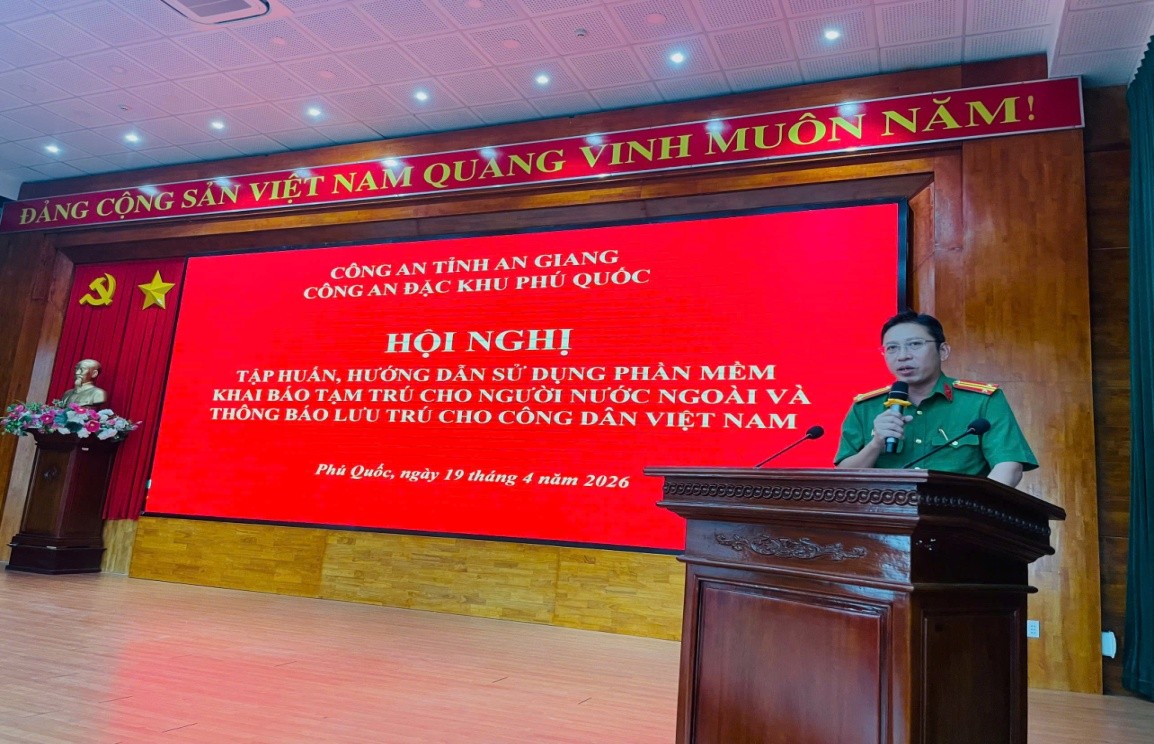 ĐẢNG CỘNG SẢN VIỆT NAM QUANG VINH MUÔN NĂM!
CÔNG AN TỈNH AN GIANG
CÔNG AN ĐẶC KHU PHÚ QUỐC
HỘI NGHỊ
TẬP HUẤN, HƯỚNG DẪN SỬ DỤNG PHẦN MỀM
KHAI BÁO TẠM TRÚ CHO NGƯỜI NƯỚC NGOÀI VÀ
THÔNG BÁO LƯU TRÚ CHO CÔNG DÂN VIỆT NAM
Phú Quốc, ngày 19 tháng 4 năm 2026